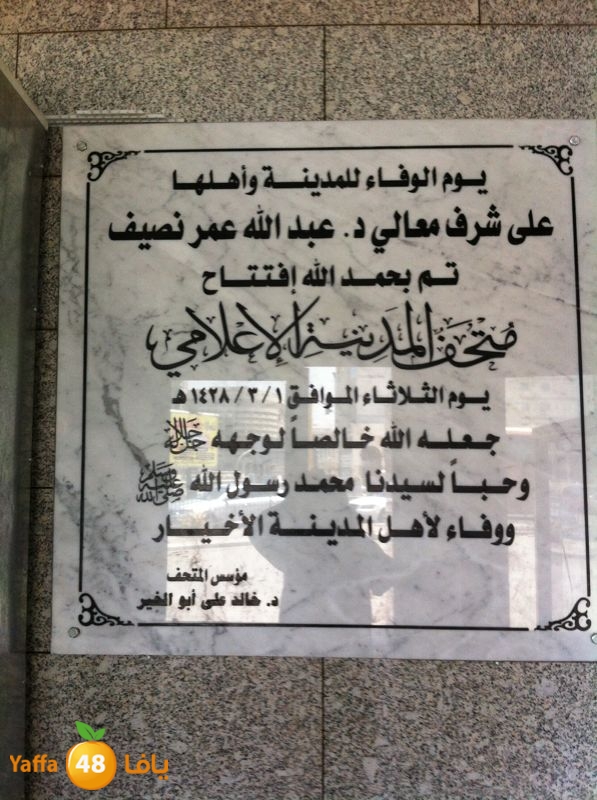 يوم الوفاء للمدينة وأهلها
على شرف معالي د. عبد الله عمر نصيف
تم بحمد الله إفتتاح
متحف المدينة الإعلامي
يوم الثلاثاء الموافق ١ / ٣ / ١٤٢٨ هـ
جعله الله خالصاً لوجهه جل جلاله
وحباً لسيدنا محمد رسول الله صلى الله عليه وسلم
ووفاء لأهل المدينة الأخيار
مؤسس المتحف
د. خالد على أبو الخير
Yaffa 48 يافا